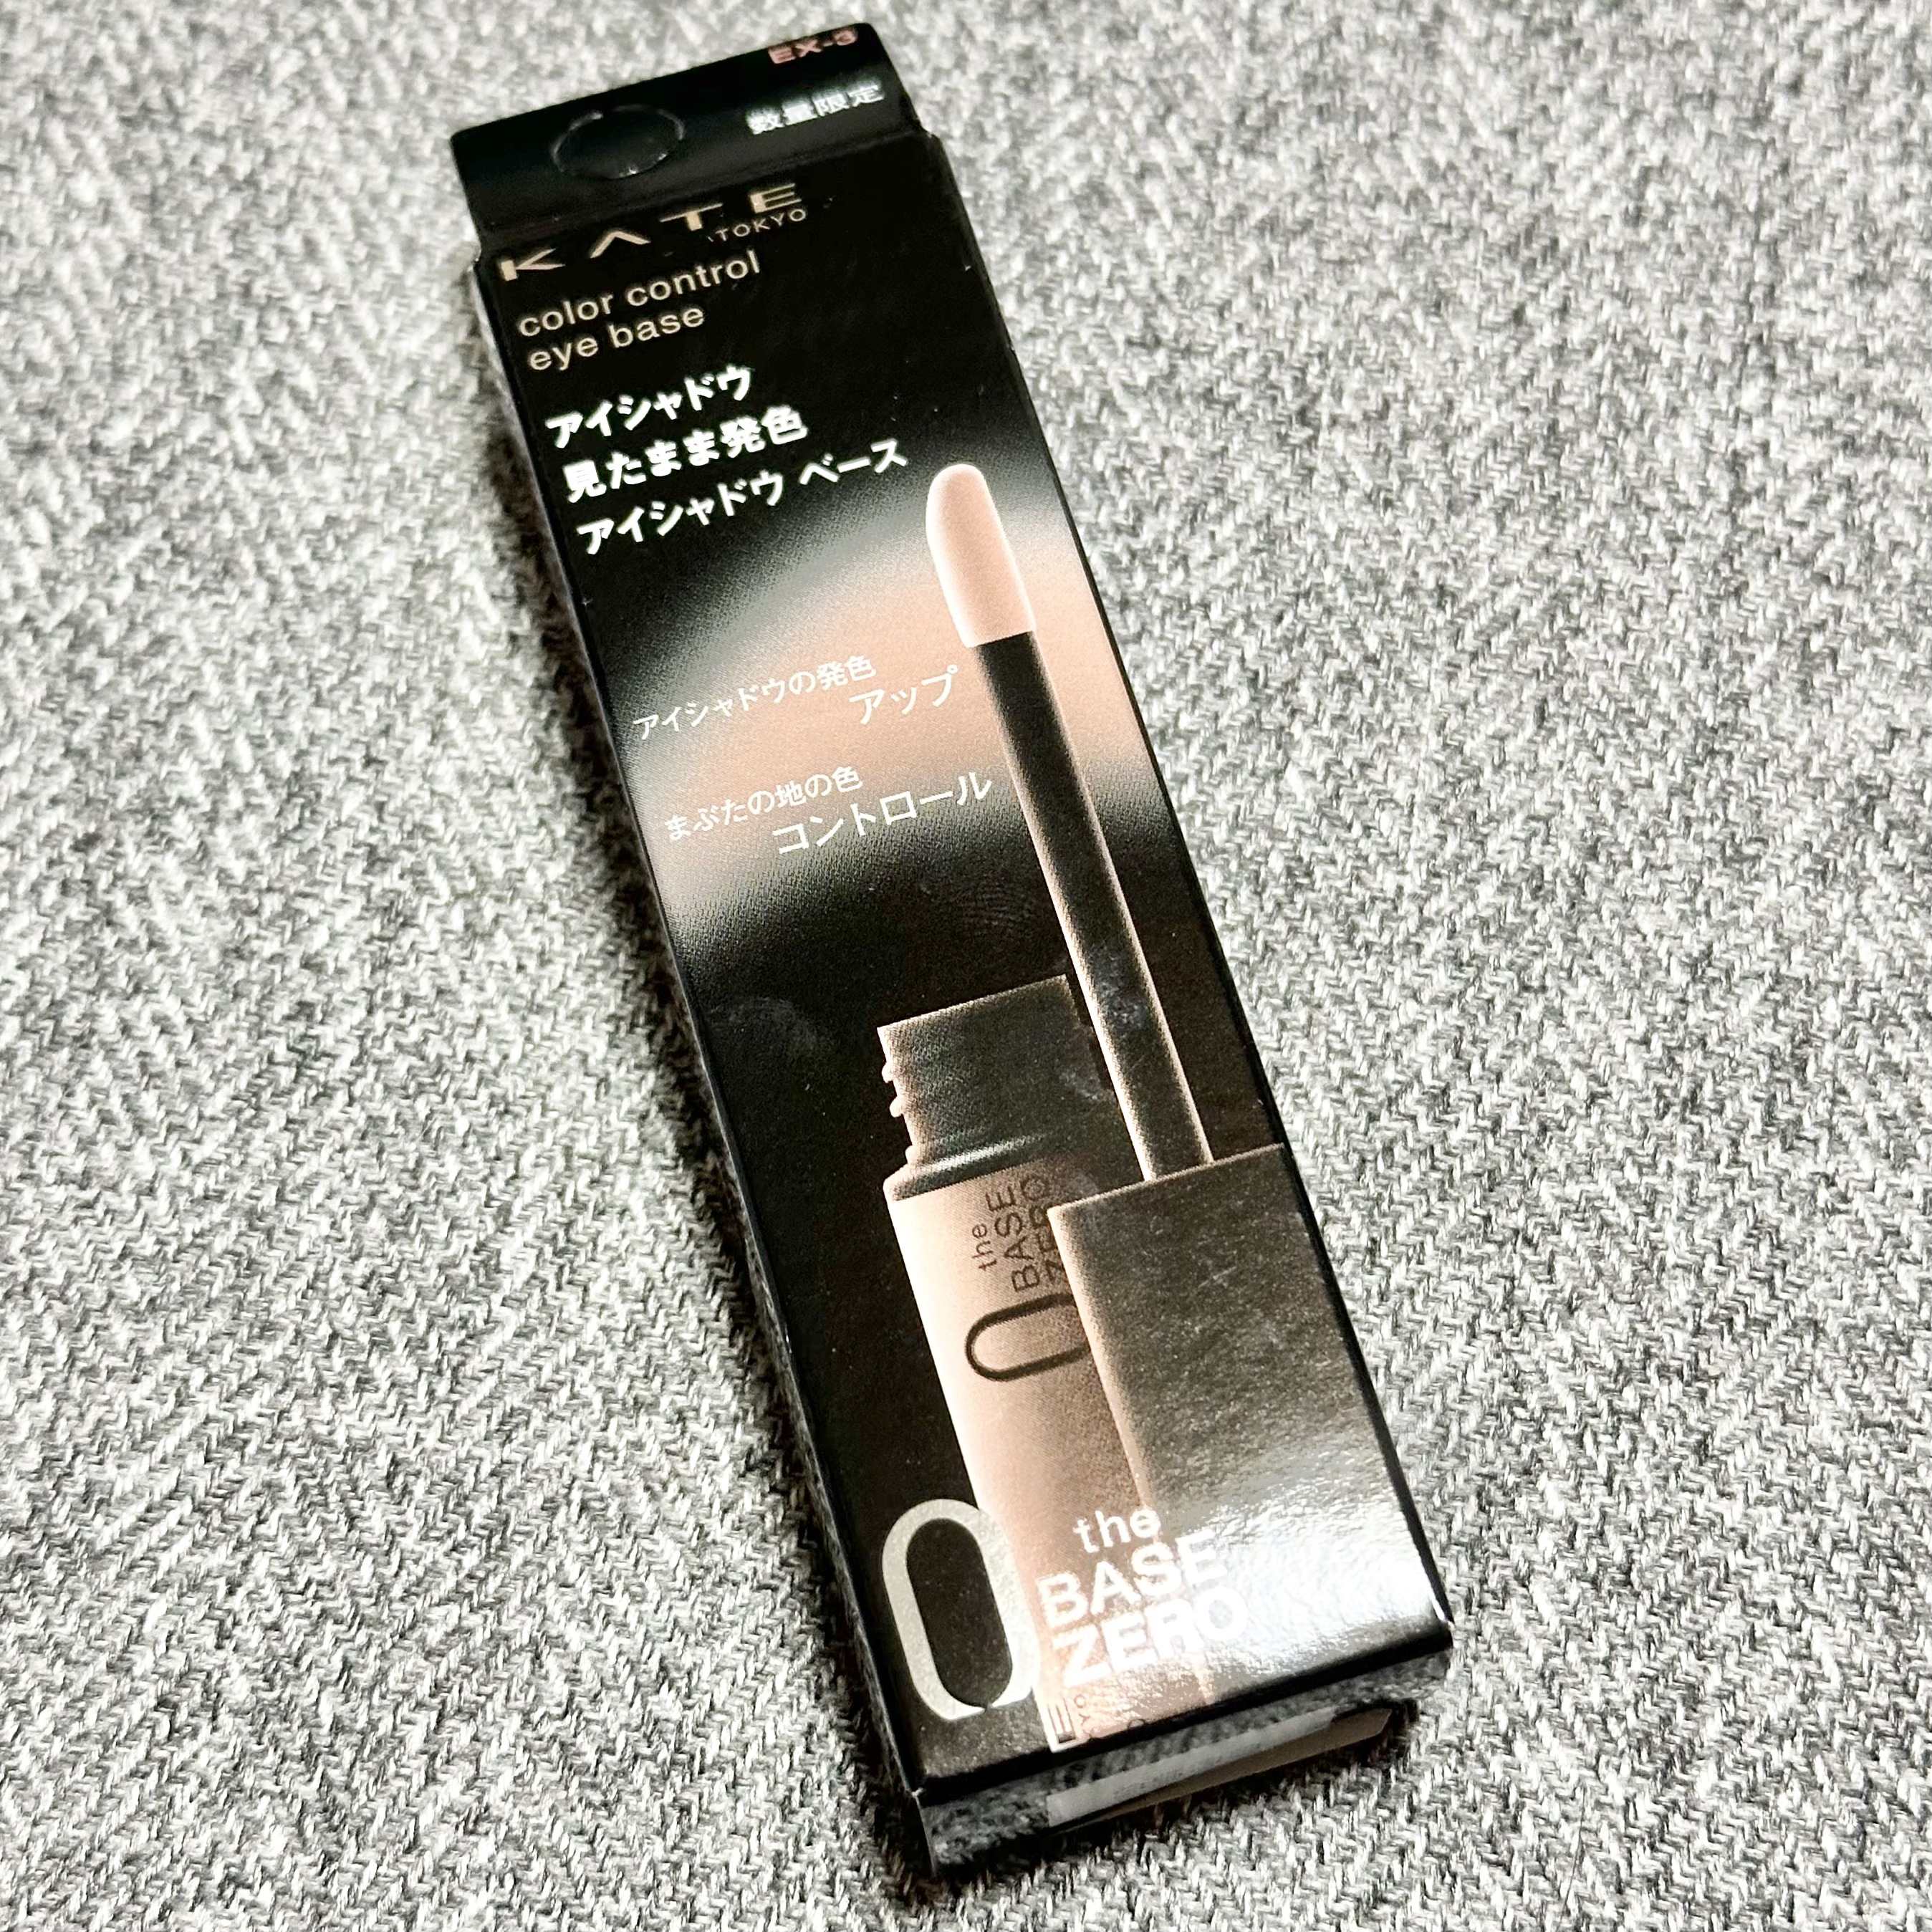 EX-3
数量限定
KATE
TOKYO
color control
eye base
アイシャドウ
見たまま発色
アイシャドウ ベース
アイシャドウの発色
アップ
まぶたの地の色
コントロール
the
BASE
ZERO
0
0
the
BASE
ZERO